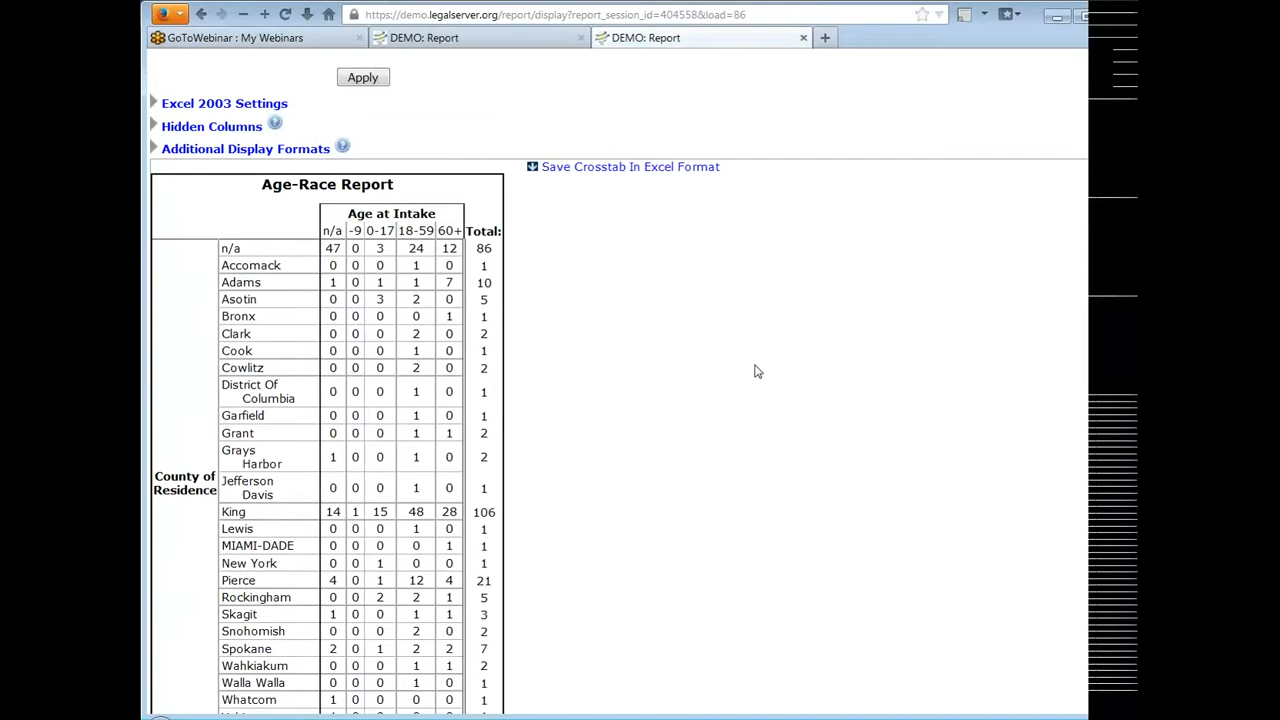 https://demo.legalserver.org/report/display?report_session_id=404558&load=86
GoToWebinar : My Webinars
DEMO: Report
DEMO: Report
Apply
Excel 2003 Settings
Hidden Columns
Additional Display Formats
Save Crosstab In Excel Format
Age-Race Report
Age at Intake
n/a -9 0-17 18-59 60+ Total:
n/a 47 0 3 24 12 86
Accomack 0 0 0 1 0 1
Adams 1 0 1 1 7 10
Asotin 0 0 3 2 0 5
Bronx 0 0 0 0 1 1
Clark 0 0 0 2 0 2
Cook 0 0 0 1 0 1
Cowlitz 0 0 0 2 0 2
District Of
Columbia 0 0 0 1 0 1
Garfield 0 0 0 1 0 1
Grant 0 0 0 1 1 2
Grays
Harbor 1 0 0 1 0 2
County of
Residence
Jefferson
Davis 0 0 0 1 0 1
King 14 1 15 48 28 106
Lewis 0 0 0 1 0 1
MIAMI-DADE 0 0 0 0 1 1
New York 0 0 1 0 0 1
Pierce 4 0 1 12 4 21
Rockingham 0 0 2 2 1 5
Skagit 1 0 0 1 1 3
Snohomish 0 0 0 2 0 2
Spokane 2 0 1 2 2 7
Wahkiakum 0 0 0 1 1 2
Walla Walla 0 0 0 1 0 1
Whatcom 1 0 0 0 0 1